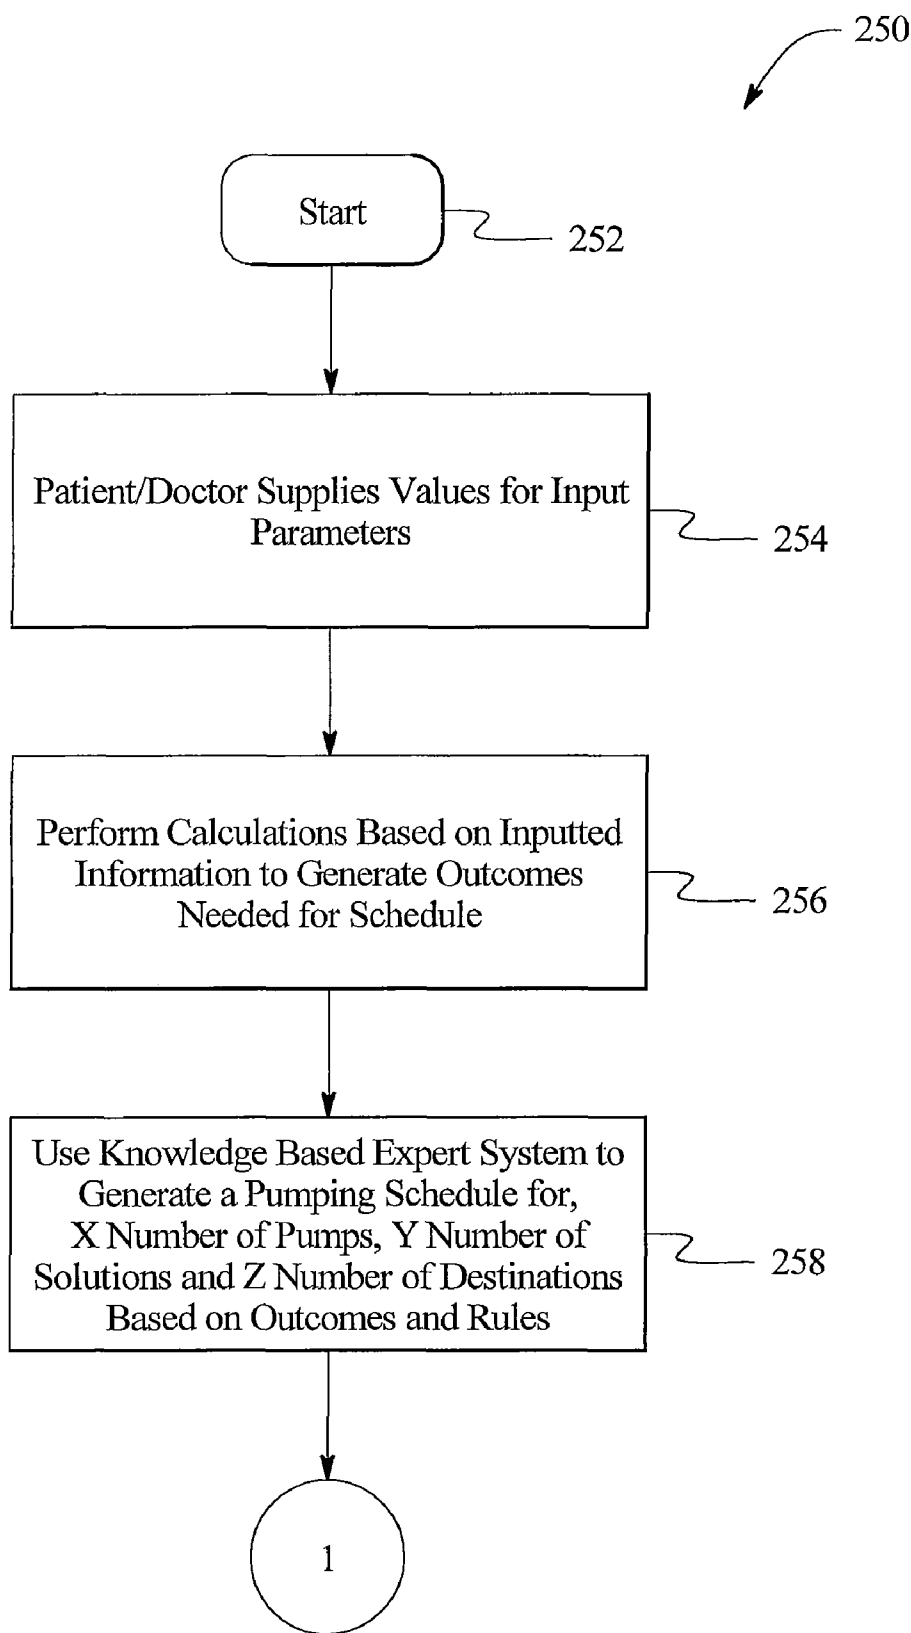 250
Start
252
Patient/Doctor Supplies Values for Input
Parameters
254
Perform Calculations Based on Inputted
Information to Generate Outcomes
Needed for Schedule
256
Use Knowledge Based Expert System to
Generate a Pumping Schedule for,
X Number of Pumps, Y Number of
Solutions and Z Number of Destinations
Based on Outcomes and Rules
258
1